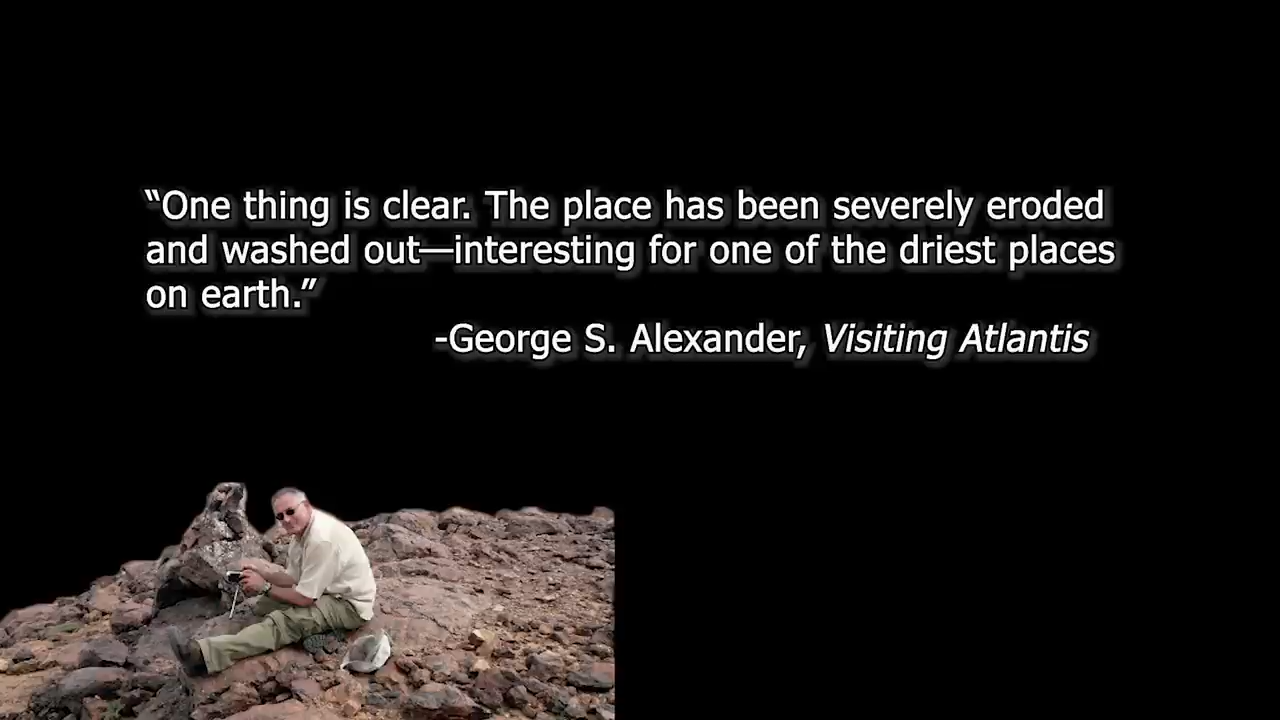 “One thing is clear. The place has been severely eroded
and washed out—interesting for one of the driest places
on earth.”
-George S. Alexander, Visiting Atlantis